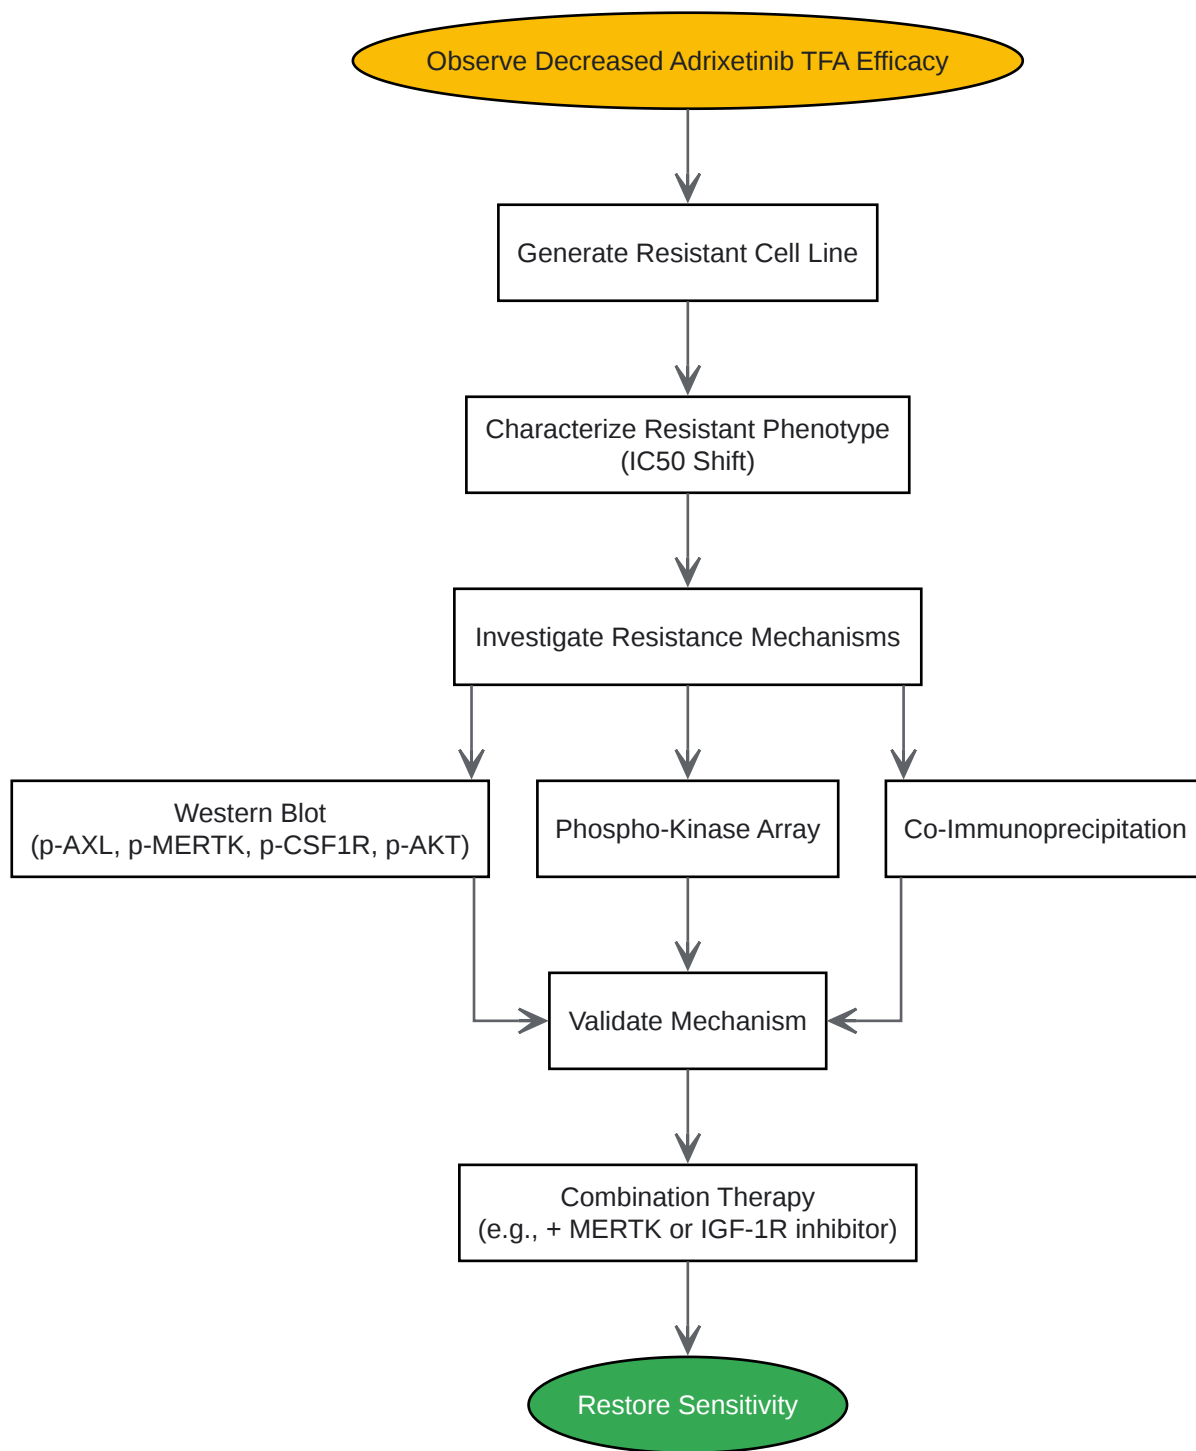 Observe Decreased Adrixetinib TFA Efficacy
Generate Resistant Cell Line
Characterize Resistant Phenotype
(IC50 Shift)
Investigate Resistance Mechanisms
Western Blot
(p-AXL, p-MERTK, p-CSF1R, p-AKT)
Phospho-Kinase Array
Co-Immunoprecipitation
Validate Mechanism
Combination Therapy
(e.g., + MERTK or IGF-1R inhibitor)
Restore Sensitivity